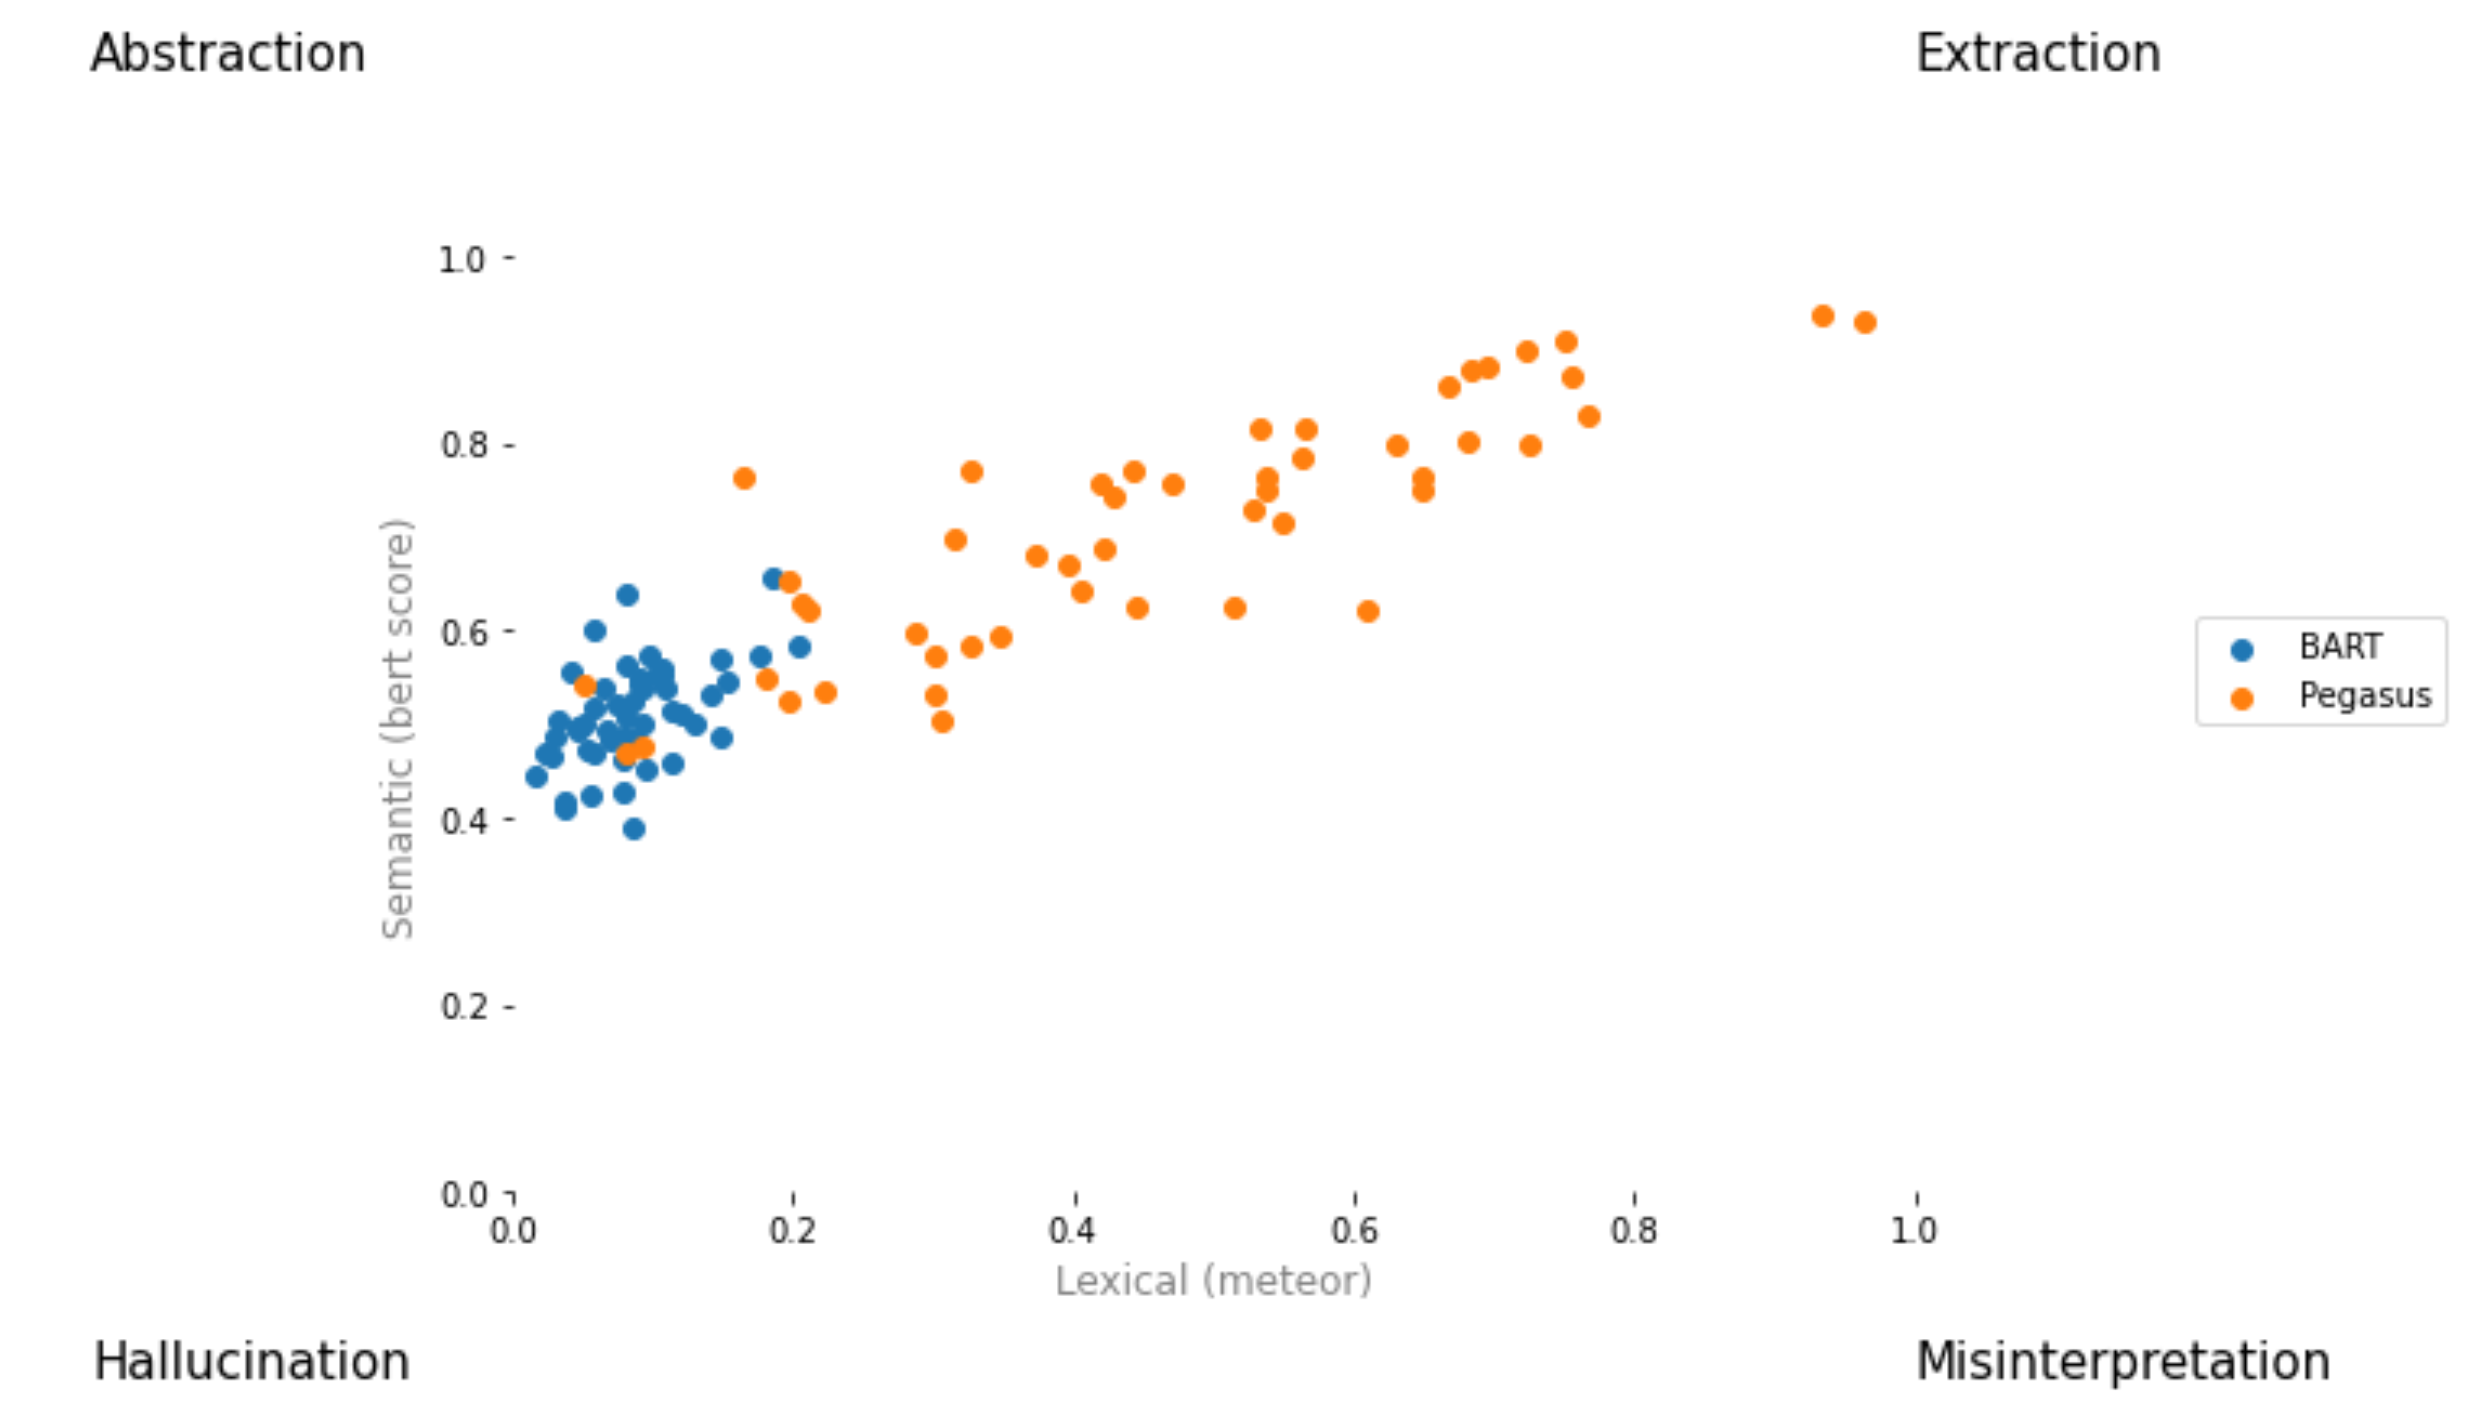 Abstraction
Extraction
1.0
0.8
0.6
0.4
0.2
0.0
Semantic (bert score)
BART
Pegasus
0.0 0.2 0.4 0.6 0.8 1.0
Lexical (meteor)
Hallucination
Misinterpretation